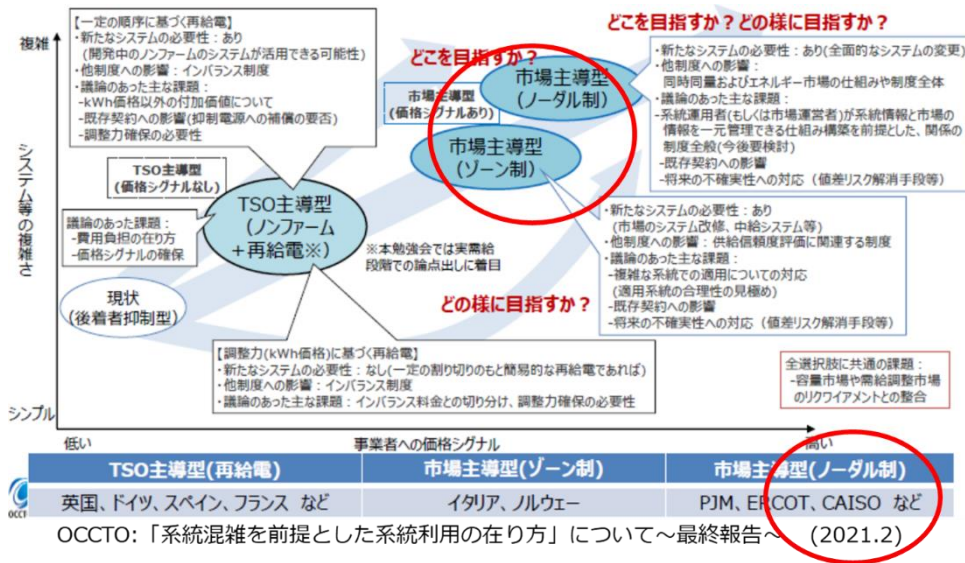 複雑
システム等の複雑さ
シンプル
【一定の順序に基づく再給電】
・新たなシステムの必要性：あり
(開発中のノンファームのシステムが活用できる可能性)
・他制度への影響：インバランス制度
・議論のあった主な課題：
-kWh価格以外の付加価値について
-既存契約への影響(抑制電源への補償の要否)
-調整力確保の必要性
TSO主導型
(価格シグナルなし)
議論のあった課題：
-費用負担の在り方
-価格シグナルの確保
TSO主導型
(ノンファーム
+再給電※)
※本勉強会では実需給
段階での論点出しに着目
現状
(後着者抑制型)
【調整力(kWh価格)に基づく再給電】
・新たなシステムの必要性：なし(一定の割り切りのもと簡易的な再給電であれば)
・他制度への影響：インバランス制度
・議論のあった主な課題：インバランス料金との切り分け、調整力確保の必要性
どこを目指すか？
市場主導型
(価格シグナルあり)
市場主導型
(ノーダル制)
市場主導型
(ゾーン制)
どの様に目指すか？
どこを目指すか？どの様に目指すか？
・新たなシステムの必要性：あり(全面的なシステムの変更)
・他制度への影響：
同時同量およびエネルギー市場の仕組みや制度全体
・議論のあった主な課題：
-系統運用者(もしくは市場運営者)が系統情報と市場の
情報を一元管理できる仕組み構築を前提とした、関係の
制度全般(今後要検討)
-既存契約への影響
-将来の不確実性への対応（値差リスク解消手段等）
・新たなシステムの必要性：あり
(市場のシステム改修、中給システム等)
・他制度への影響：供給信頼度評価に関連する制度
・議論のあった主な課題：
-複雑な系統での適用についての対応
(適用系統の合理性の見極め)
-既存契約への影響
-将来の不確実性への対応（値差リスク解消手段等）
全選択肢に共通の課題：
-容量市場や需給調整市場
のリクワイアメントとの整合
低い
事業者への価格シグナル
高い
TSO主導型(再給電) 市場主導型(ゾーン制) 市場主導型(ノーダル制)
英国、ドイツ、スペイン、フランス など イタリア、ノルウェー PJM、ERCOT、CAISO など
OCCTO:「系統混雑を前提とした系統利用の在り方」について～最終報告～ (2021.2)